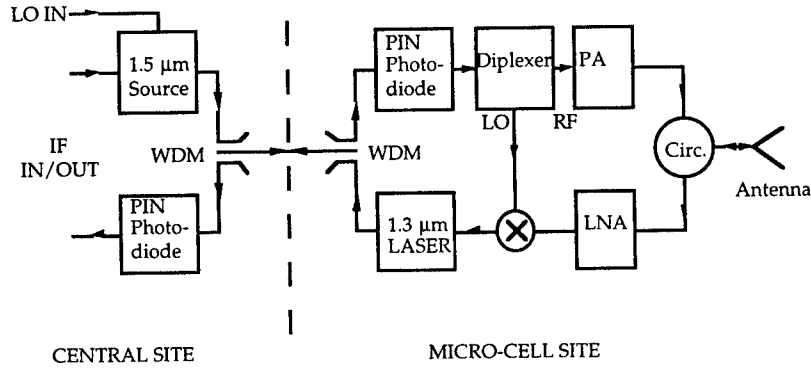 LO IN
1.5 µm
Source
IF
IN/OUT
WDM
PIN
Photo-
diode
PIN
Photo-
diode
Diplexer
PA
LO
RF
WDM
Circ.
Antenna
1.3 µm
LASER
LNA
CENTRAL SITE
MICRO-CELL SITE